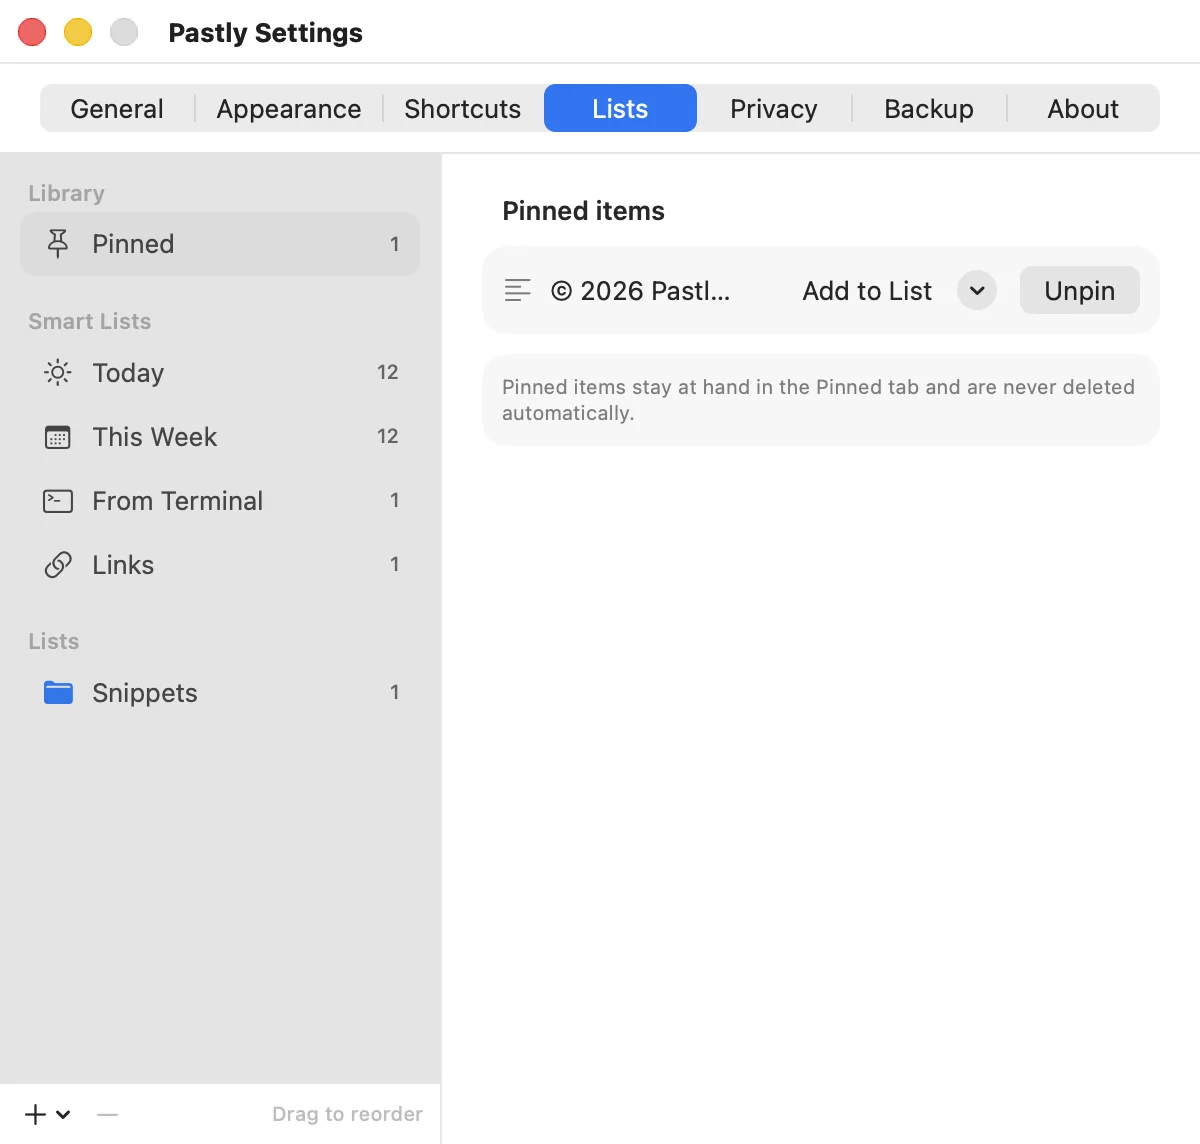 Pastly Settings
General
Appearance
Shortcuts
Lists
Privacy
Backup
About
Library
Pinned 1
Smart Lists
Today 12
This Week 12
From Terminal 1
Links 1
Lists
Snippets 1
Drag to reorder
Pinned items
© 2026 Pastl... Add to List Unpin
Pinned items stay at hand in the Pinned tab and are never deleted
automatically.